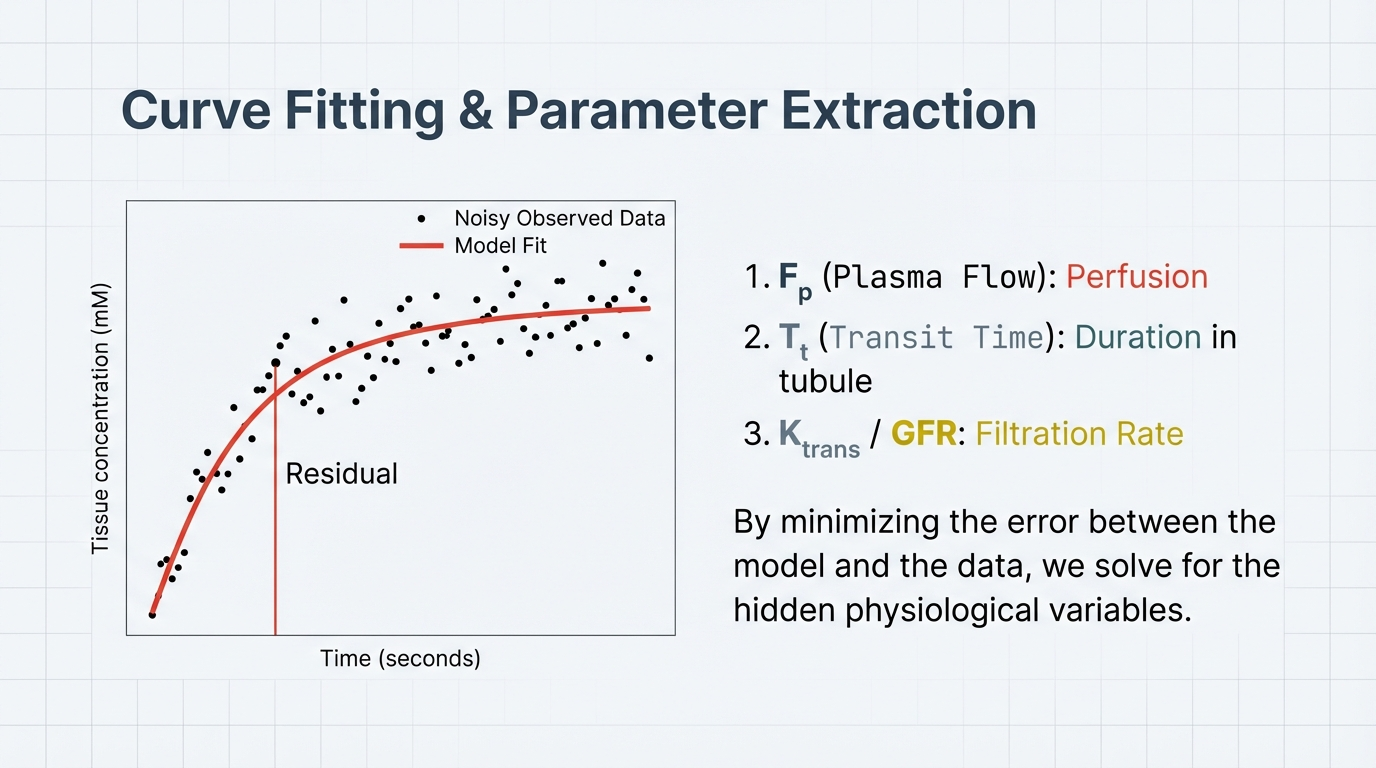 Curve Fitting & Parameter Extraction
Noisy Observed Data
Model Fit
Tissue concentration (mM)
Residual
Time (seconds)
1. Fp (Plasma Flow): Perfusion
2. Tt (Transit Time): Duration in
tubule
3. Ktrans / GFR: Filtration Rate
By minimizing the error between the
model and the data, we solve for the
hidden physiological variables.